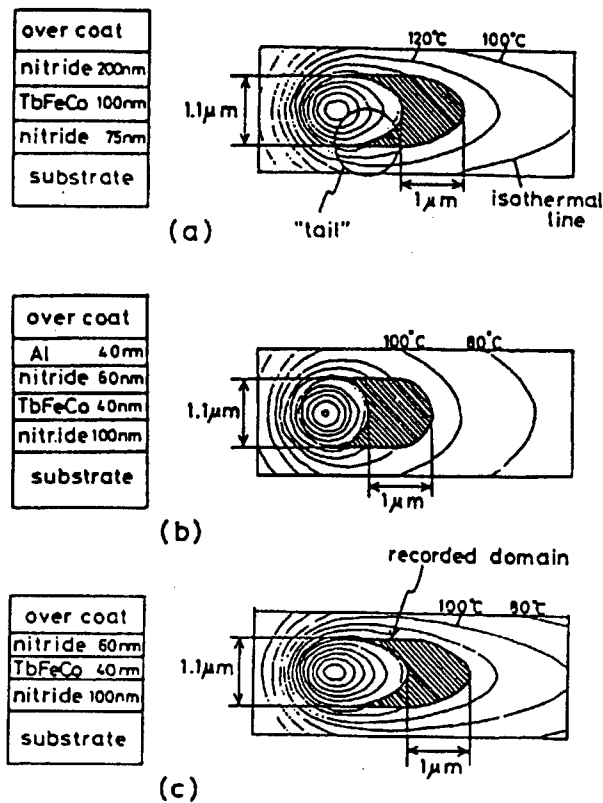 over coat
nitride 200nm
TbFeCo 100nm
nitride 75nm
substrate
120°C
100°C
1.1μm
1μm
"tail"
isothermal
line
(a)
over coat
Al 40nm
nitride 60nm
TbFeCo 40nm
nitr.ide 100nm
substrate
100°C
80°C
1.1μm
1μm
(b)
recorded domain
over coat
nitride 60nm
TbFeCo 40nm
nitride 100nm
substrate
100°C
80°C
1.1μm
1μm
(c)